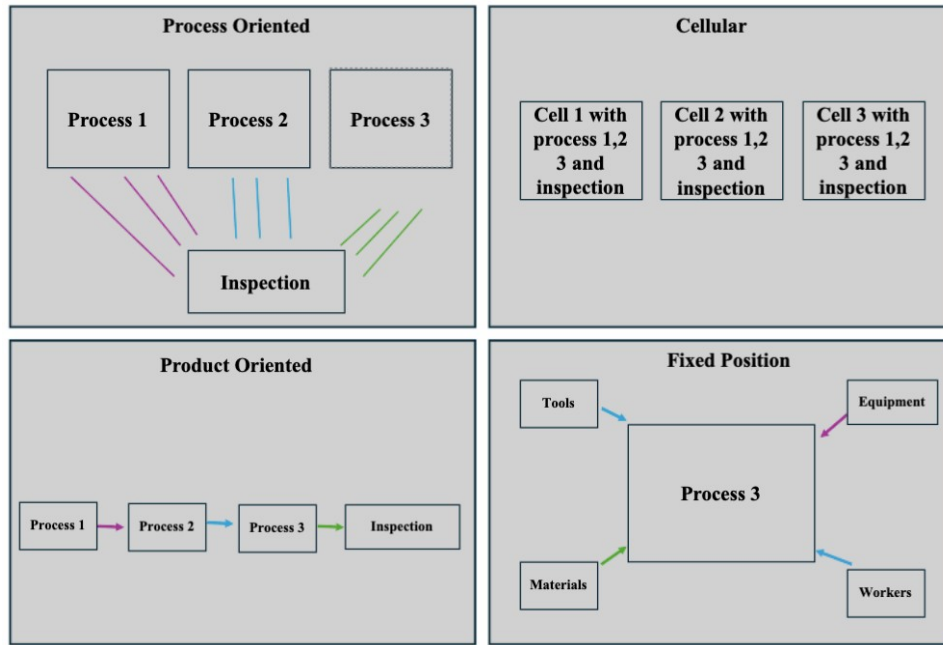 Process Oriented
Process 1
Process 2
Process 3
Inspection
Cellular
Cell 1 with
process 1,2
3 and
inspection
Cell 2 with
process 1,2
3 and
inspection
Cell 3 with
process 1,2
3 and
inspection
Product Oriented
Process 1
Process 2
Process 3
Inspection
Fixed Position
Tools
Equipment
Process 3
Materials
Workers